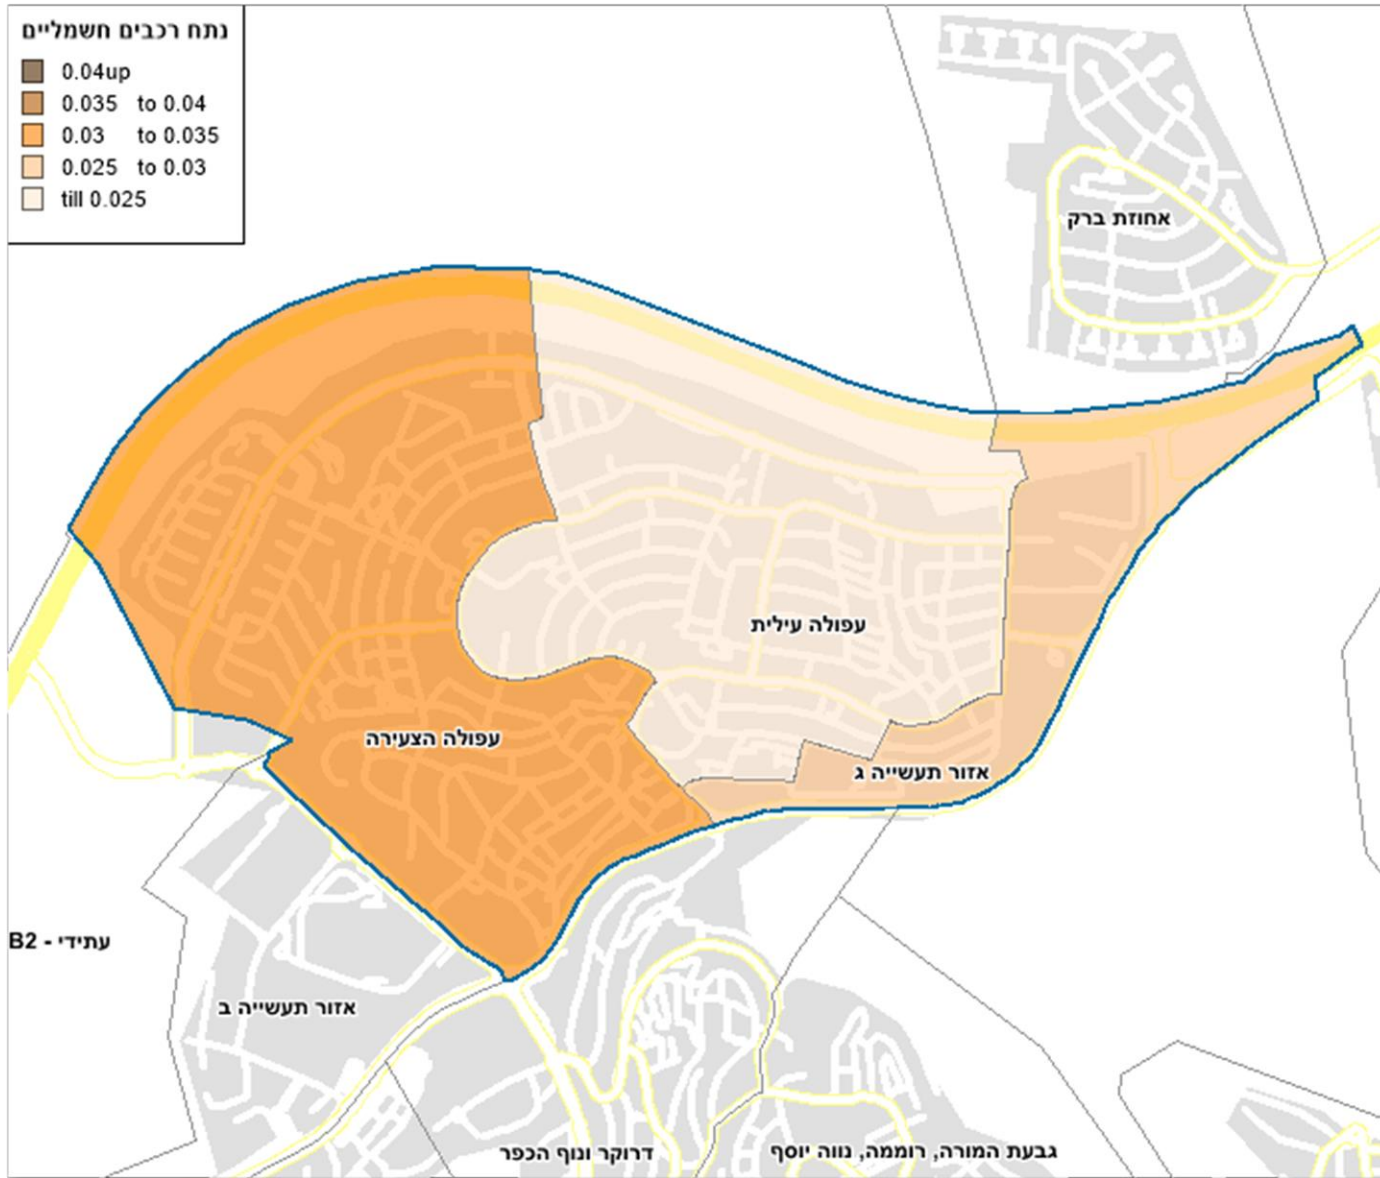 נתח רכבים חשמליים
0.04up
0.035 to 0.04
0.03 to 0.035
0.025 to 0.03
till 0.025
אחוזת ברק
עפולה עילית
עפולה הצעירה
אזור תעשייה ג
עתידי - B2
אזור תעשייה ב
גבעת המורה, רוממה, נווה יוסף
דרוקר ונוף הכפר